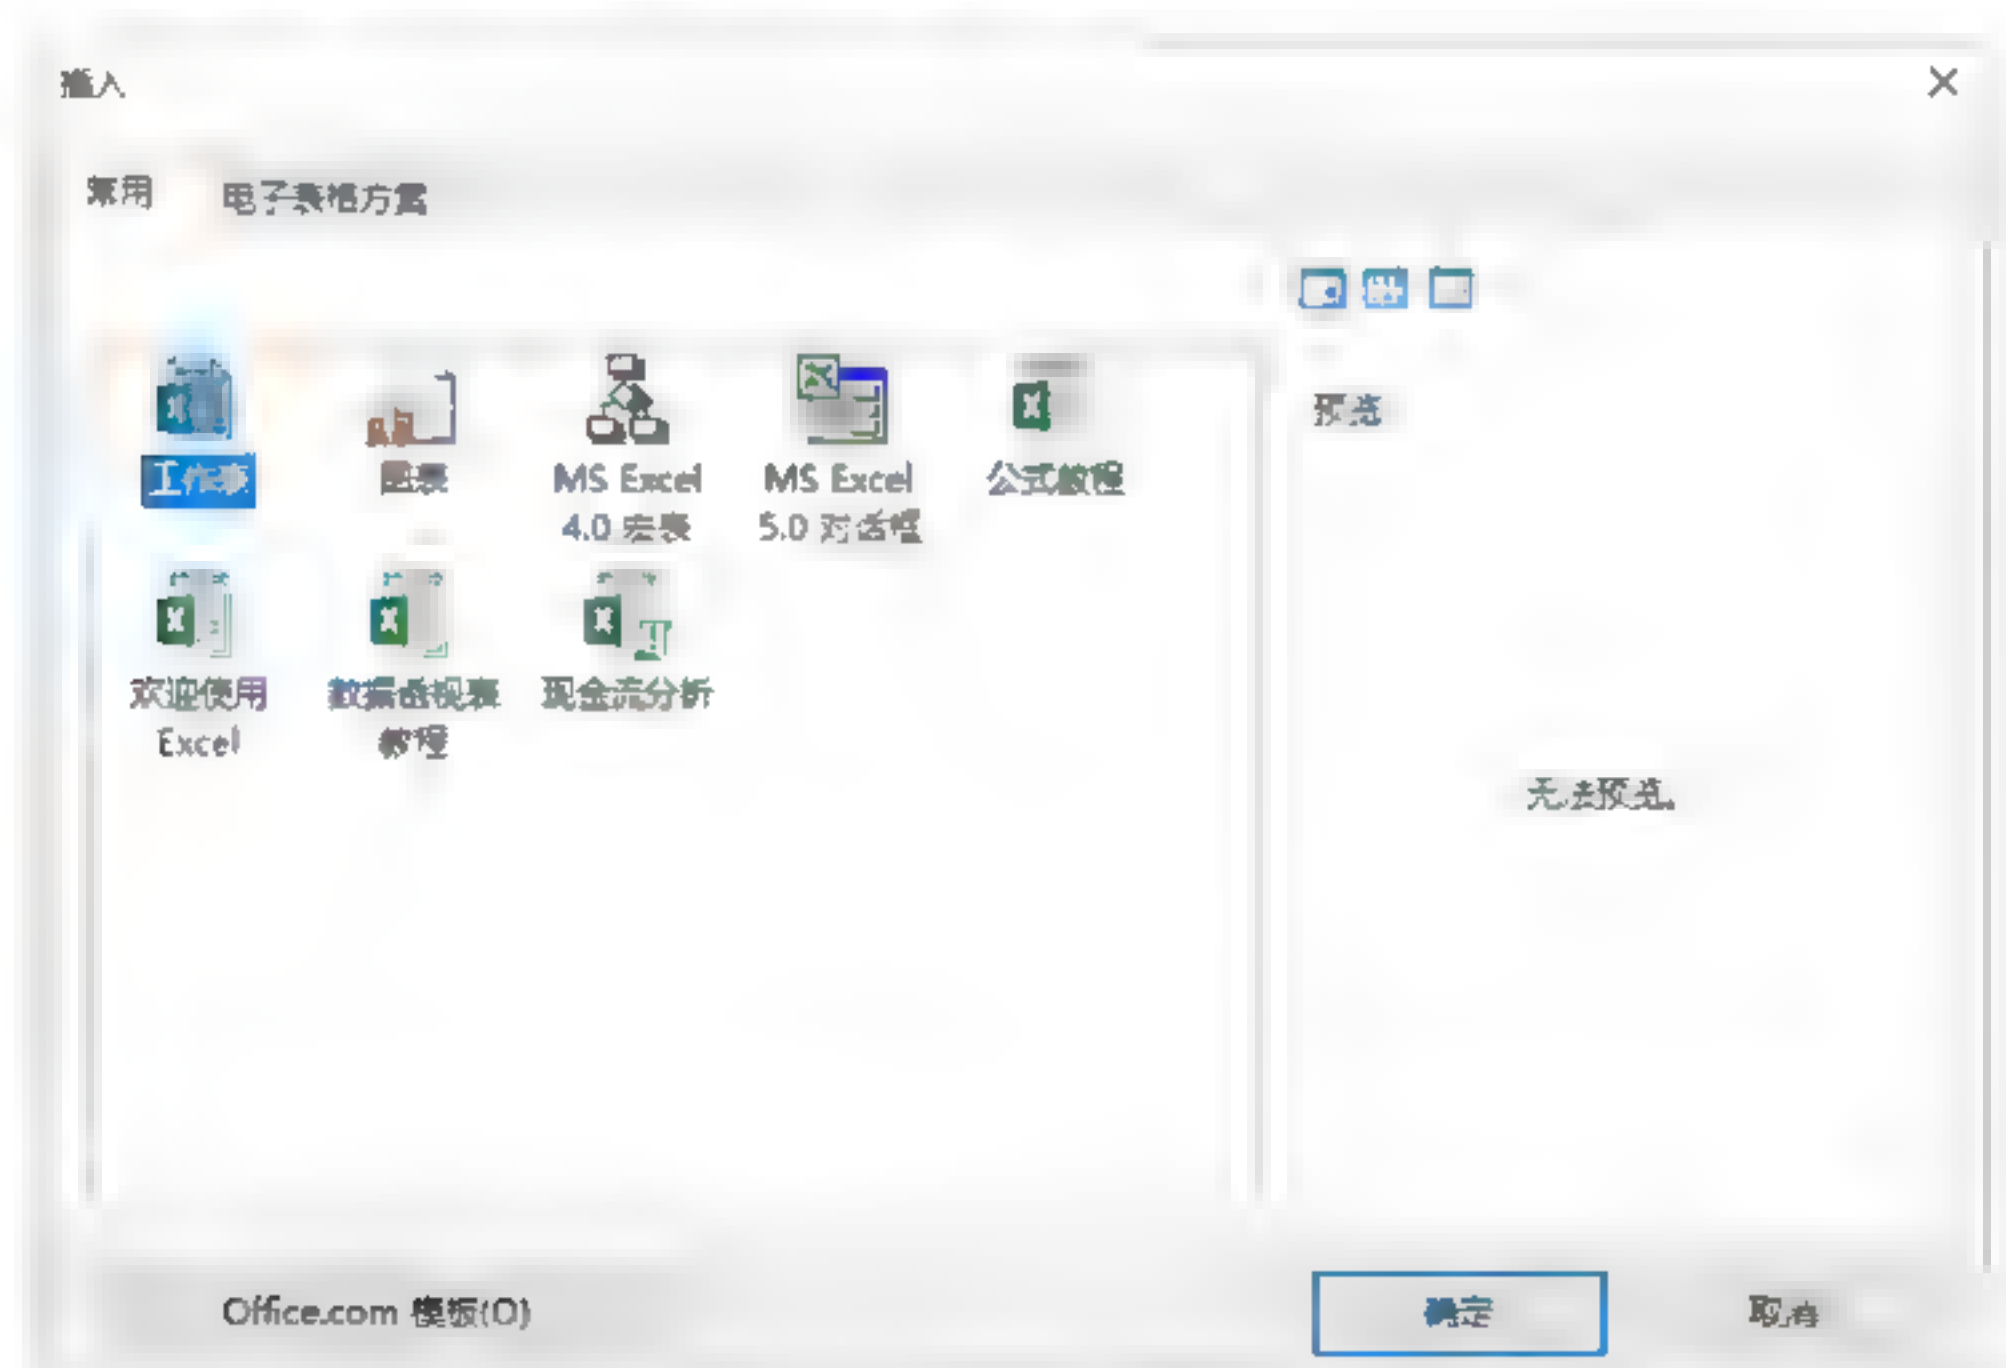 插入
常用
电子表格方案
工作表
图表
MS Excel
4.0 宏表
MS Excel
5.0 对话框
公式教程
欢迎使用
Excel
数据透视表
教程
现金流分析
预览
无法预览。
Office.com 模板(O)
确定
取消